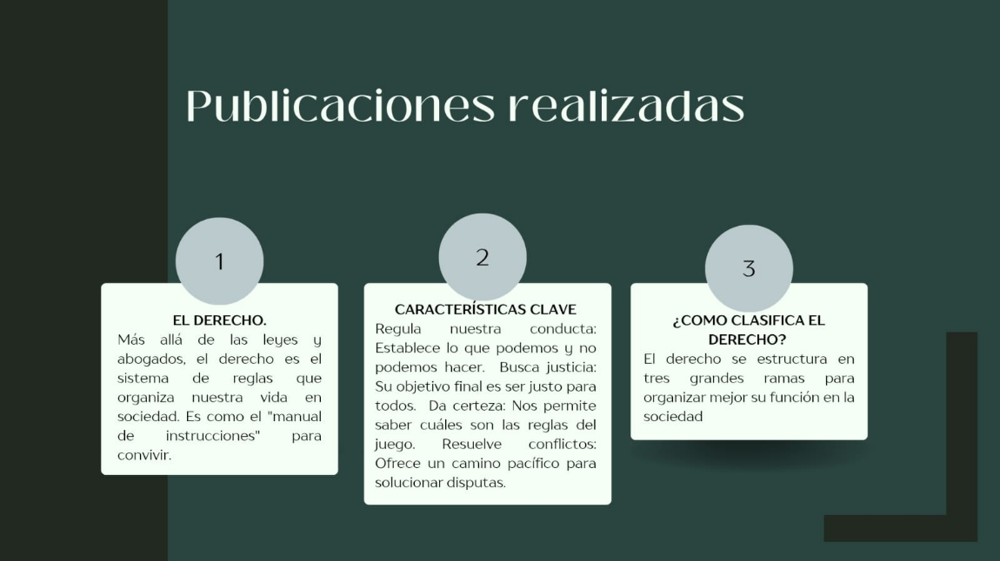 Publicaciones realizadas
1
EL DERECHO.
Más allá de las leyes y
abogados, el derecho es el
sistema de reglas que
organiza nuestra vida en
sociedad. Es como el "manual
de instrucciones" para
convivir.
2
CARACTERÍSTICAS CLAVE
Regula nuestra conducta:
Establece lo que podemos y no
podemos hacer. Busca justicia:
Su objetivo final es ser justo para
todos. Da certeza: Nos permite
saber cuáles son las reglas del
juego. Resuelve conflictos:
Ofrece un camino pacífico para
solucionar disputas.
3
¿COMO CLASIFICA EL
DERECHO?
El derecho se estructura en
tres grandes ramas para
organizar mejor su función en la
sociedad